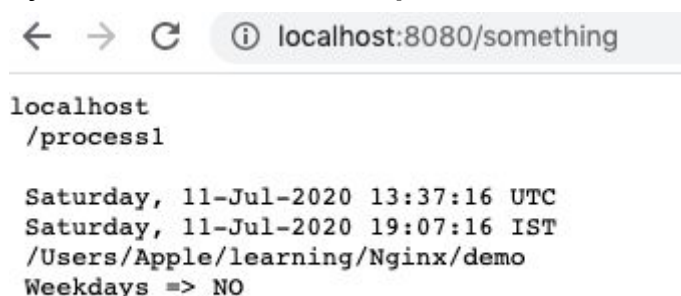 localhost:8080/something
localhost
/process1
Saturday, 11-Jul-2020 13:37:16 UTC
Saturday, 11-Jul-2020 19:07:16 IST
/Users/Apple/learning/Nginx/demo
Weekdays => NO